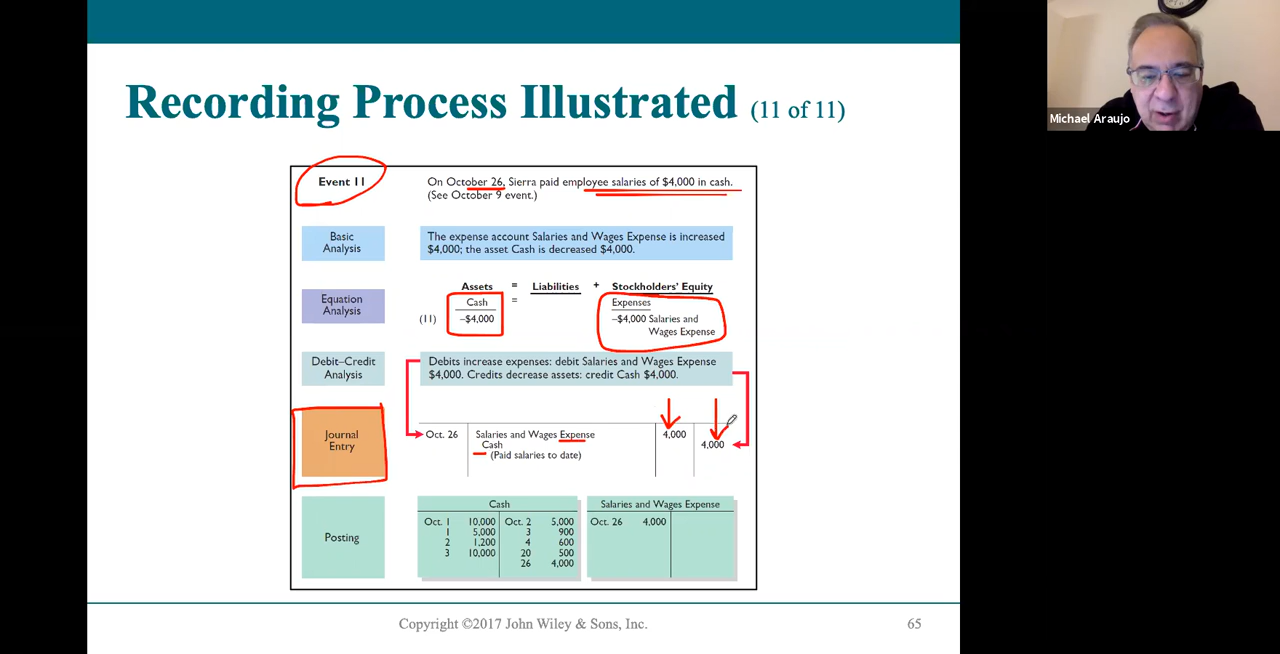 Recording Process Illustrated (11 of 11)
Michael Araujo
Event 11
On October 26, Sierra paid employee salaries of $4,000 in cash.
(See October 9 event.)
Basic
Analysis
The expense account Salaries and Wages Expense is increased
$4,000; the asset Cash is decreased $4,000.
Equation
Analysis
Assets = Liabilities + Stockholders' Equity
Cash = Expenses
(11) –$4,000 –$4,000 Salaries and
Wages Expense
Debit–Credit
Analysis
Debits increase expenses: debit Salaries and Wages Expense
$4,000. Credits decrease assets: credit Cash $4,000.
Journal
Entry
Oct. 26 Salaries and Wages Expense 4,000
Cash 4,000
(Paid salaries to date)
Posting
Cash
Oct. 1 10,000 Oct. 2 5,000
1 5,000 3 900
2 1,200 4 600
3 10,000 20 500
26 4,000
Salaries and Wages Expense
Oct. 26 4,000
Copyright ©2017 John Wiley & Sons, Inc.
65